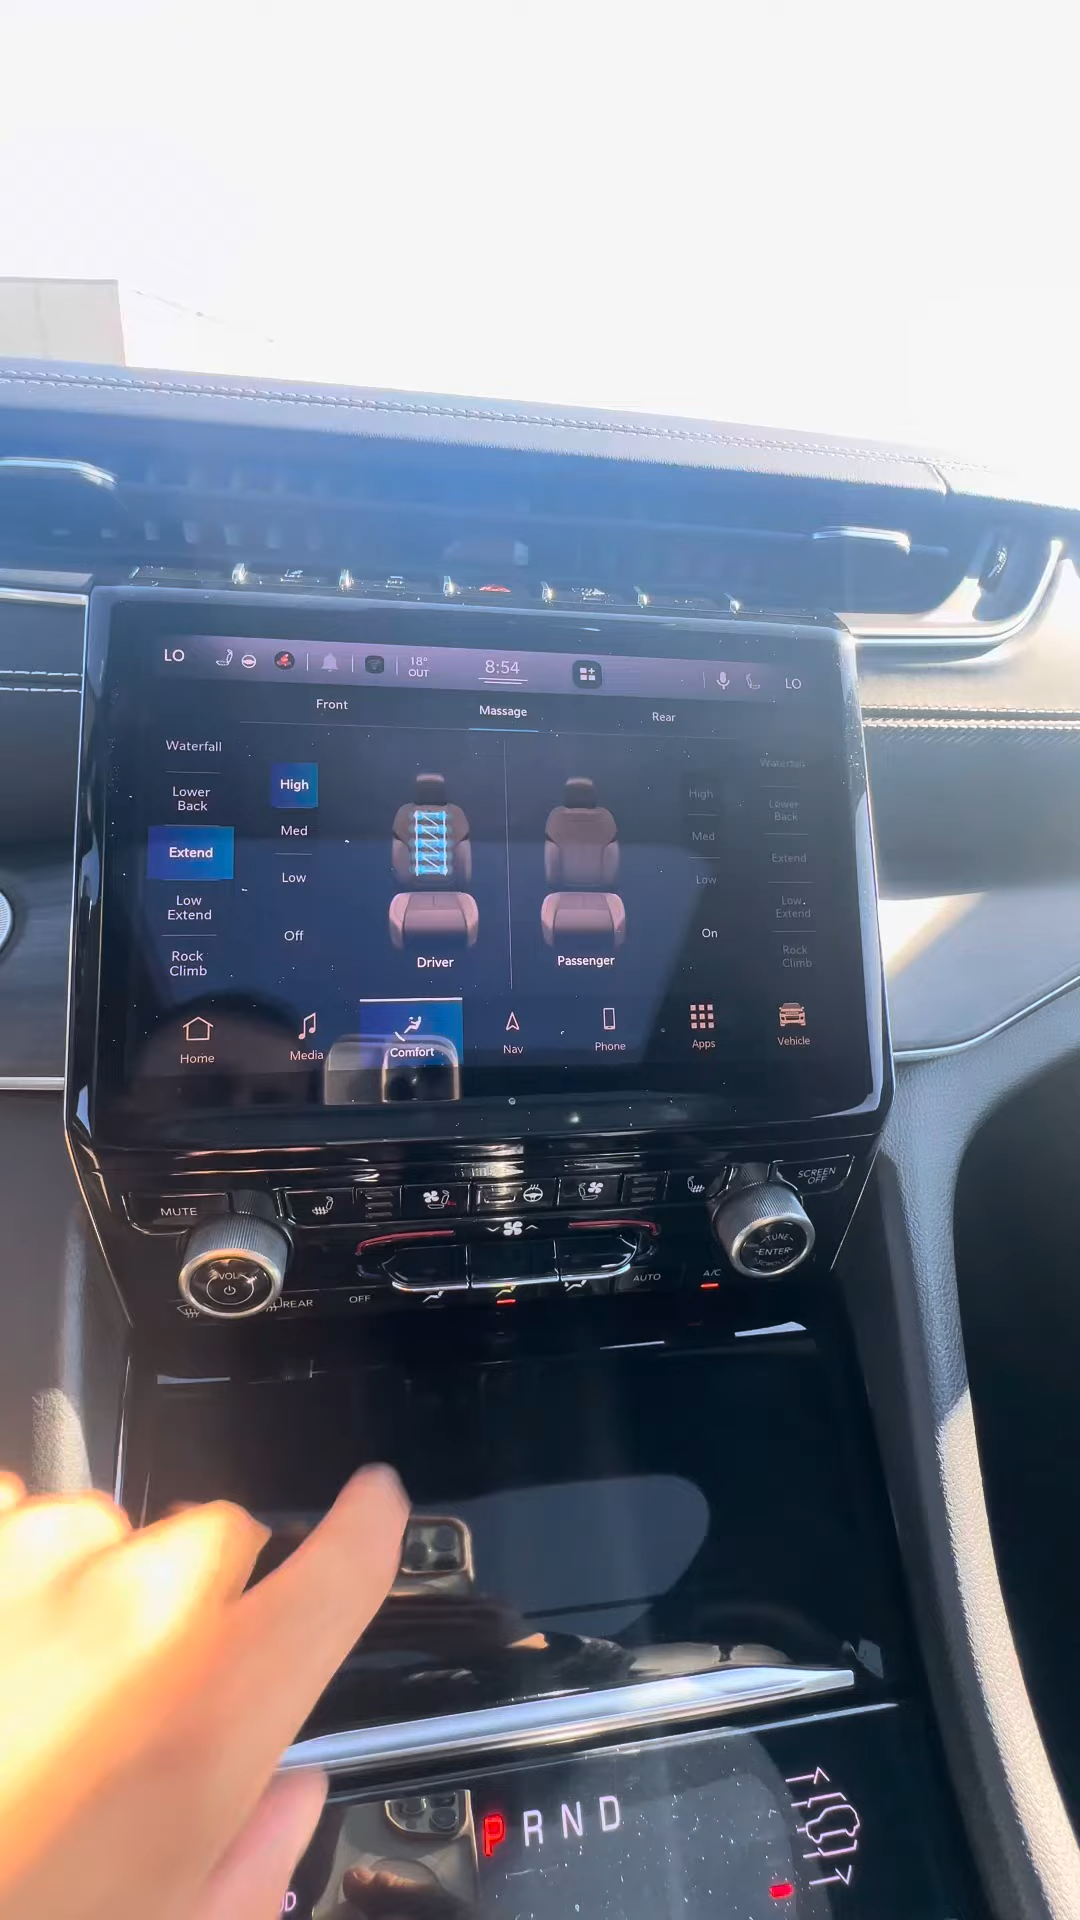 LO
18°
OUT
8:54
LO
Front
Massage
Rear
Waterfall
Lower
Back
Extend
Low
Extend
Rock
Climb
High
Med
Low
Off
Driver
Passenger
High
Med
Low
On
Waterfall
Lower
Back
Extend
Low
Extend
Rock
Climb
Home
Media
Comfort
Nav
Phone
Apps
Vehicle
MUTE
SCREEN
OFF
VOL
TUNE
ENTER
REAR
OFF
AUTO
A/C
P R N D